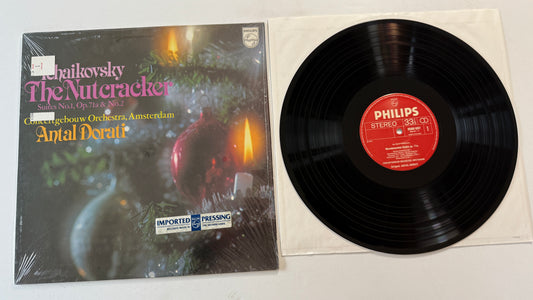 PHILIPS
Tchaikovsky
The Nutcracker
Suites No.1, Op.71a & No.2
Concertgebouw Orchestra, Amsterdam
Antal Dorati
IMPORTED PRESSING
PHILIPS
STEREO 33⅓
1